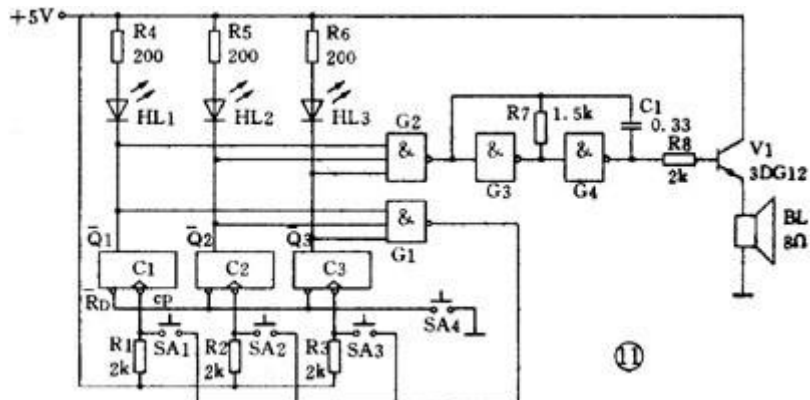 +5V
R4
200
R5
200
R6
200
HL1
HL2
HL3
G2
&
R7
1.5k
C1
0.33
&
G3
&
G4
R8
2k
V1
3DG12
BL
8Ω
&
G1
Q̄1
Q̄2
Q̄3
C1
C2
C3
R̄D
cp
SA4
R1
2k
SA1
R2
2k
SA2
R3
2k
SA3
⑪